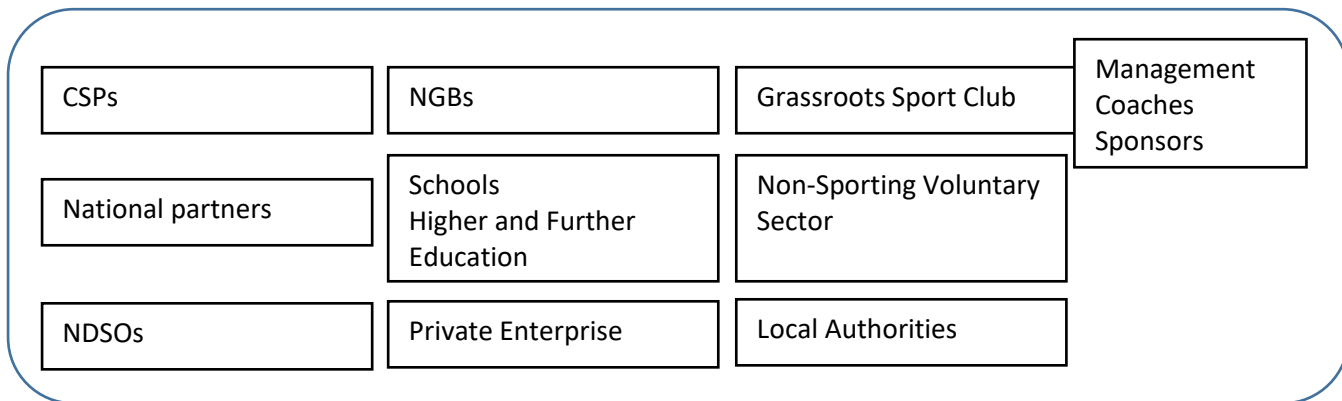 CSPs
NGBs
Grassroots Sport Club
Management
Coaches
Sponsors
National partners
Schools
Higher and Further
Education
Non-Sporting Voluntary
Sector
NDSOs
Private Enterprise
Local Authorities